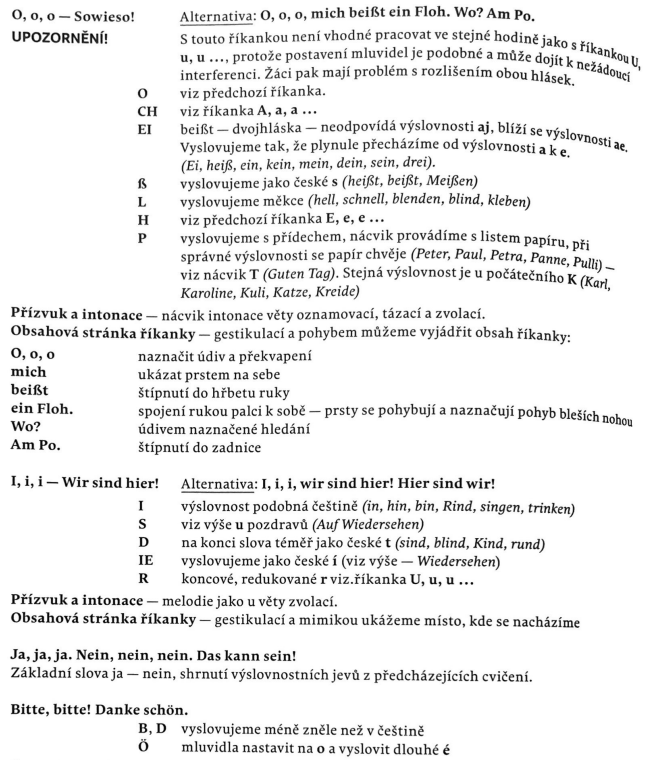 O, o, o — Sowieso! Alternativa: O, o, o, mich beißt ein Floh. Wo? Am Po.
UPOZORNĚNÍ! S touto říkankou není vhodné pracovat ve stejné hodině jako s říkankou U,
u, u …, protože postavení mluvidel je podobné a může dojít k nežádoucí
interferenci. Žáci pak mají problém s rozlišením obou hlásek.
O viz předchozí říkanka.
CH viz říkanka A, a, a …
EI beißt — dvojhláska — neodpovídá výslovnosti aj, blíží se výslovnosti ae.
Vyslovujeme tak, že plynule přecházíme od výslovnosti a k e.
(Ei, heiß, ein, kein, mein, dein, sein, drei).
ß vyslovujeme jako české s (heißt, beißt, Meißen)
L vyslovujeme měkce (hell, schnell, blenden, blind, kleben)
H viz předchozí říkanka E, e, e …
P vyslovujeme s přídechem, nácvik provádíme s listem papíru, při
správné výslovnosti se papír chvěje (Peter, Paul, Petra, Panne, Pulli) —
viz nácvik T (Guten Tag). Stejná výslovnost je u počátečního K (Karl,
Karoline, Kuli, Katze, Kreide)
Přízvuk a intonace — nácvik intonace věty oznamovací, tázací a zvolací.
Obsahová stránka říkanky — gestikulací a pohybem můžeme vyjádřit obsah říkanky:
O, o, o naznačit údiv a překvapení
mich ukázat prstem na sebe
beißt štípnutí do hřbetu ruky
ein Floh. spojení rukou palci k sobě — prsty se pohybují a naznačují pohyb bleších nohou
Wo? údivem naznačené hledání
Am Po. štípnutí do zadnice
I, i, i — Wir sind hier! Alternativa: I, i, i, wir sind hier! Hier sind wir!
I výslovnost podobná češtině (in, hin, bin, Rind, singen, trinken)
S viz výše u pozdravů (Auf Wiedersehen)
D na konci slova téměř jako české t (sind, blind, Kind, rund)
IE vyslovujeme jako české í (viz výše — Wiedersehen)
R koncové, redukované r viz.říkanka U, u, u …
Přízvuk a intonace — melodie jako u věty zvolací.
Obsahová stránka říkanky — gestikulací a mimikou ukážeme místo, kde se nacházíme
Ja, ja, ja. Nein, nein, nein. Das kann sein!
Základní slova ja — nein, shrnutí výslovnostních jevů z předcházejících cvičení.
Bitte, bitte! Danke schön.
B, D vyslovujeme méně zněle než v češtině
Ö mluvidla nastavit na o a vyslovit dlouhé é